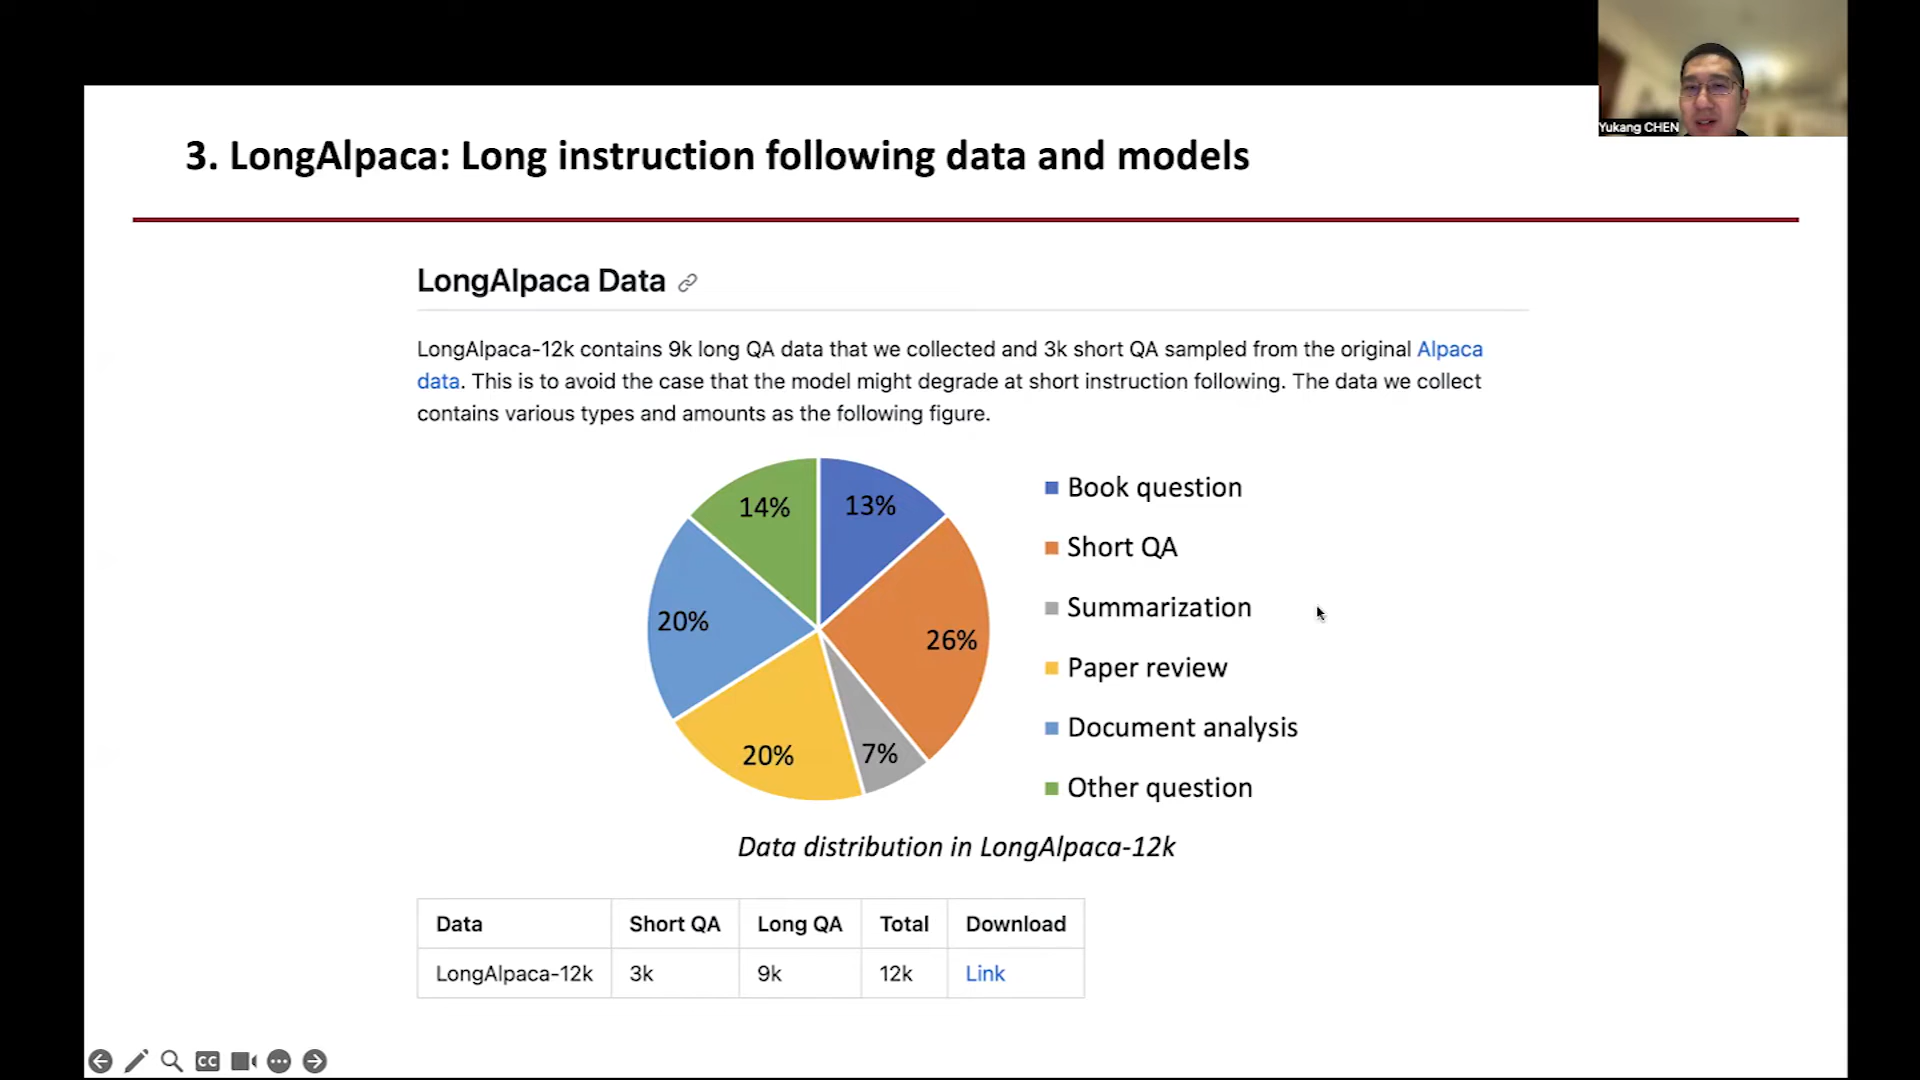 Yukang CHEN
3. LongAlpaca: Long instruction following data and models
LongAlpaca Data
LongAlpaca-12k contains 9k long QA data that we collected and 3k short QA sampled from the original Alpaca
data. This is to avoid the case that the model might degrade at short instruction following. The data we collect
contains various types and amounts as the following figure.
14%
13%
20%
26%
20%
7%
Book question
Short QA
Summarization
Paper review
Document analysis
Other question
Data distribution in LongAlpaca-12k
Data Short QA Long QA Total Download
LongAlpaca-12k 3k 9k 12k Link
CC